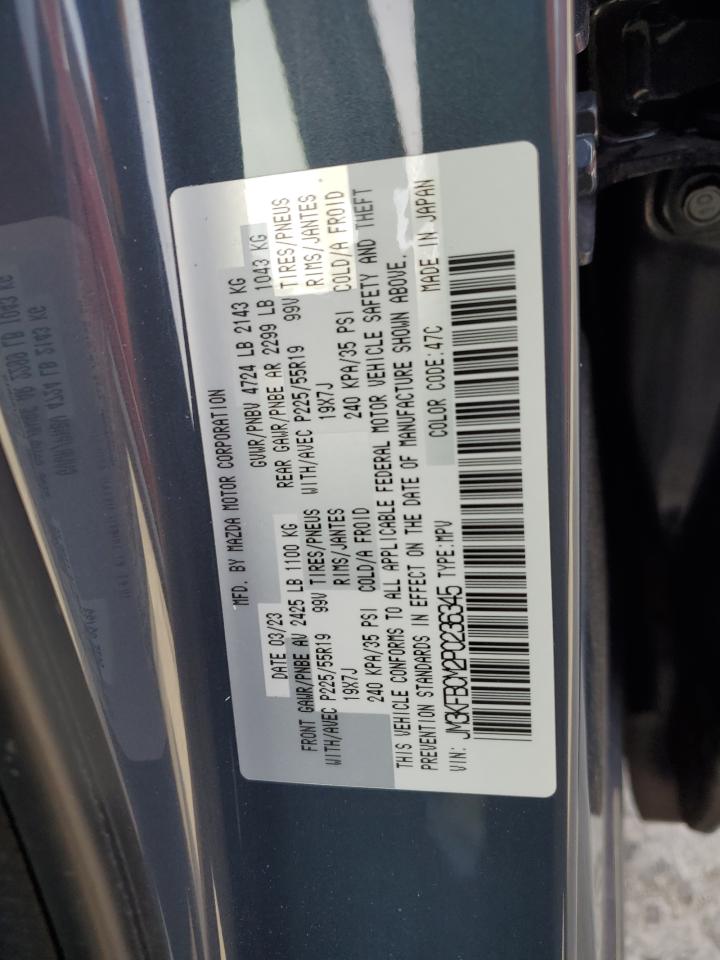 MFD. BY MAZDA MOTOR CORPORATION
DATE 03/23 GVWR/PNBV 4724 LB 2143 KG
FRONT GAWR/PNBE AV 2425 LB 1100 KG REAR GAWR/PNBE AR 2299 LB 1043 KG
WITH/AVEC P225/55R19 99V TIRES/PNEUS WITH/AVEC P225/55R19 99V TIRES/PNEUS
19X7J RIMS/JANTES 19X7J RIMS/JANTES
240 KPA/35 PSI COLD/A FROID 240 KPA/35 PSI COLD/A FROID
THIS VEHICLE CONFORMS TO ALL APPLICABLE FEDERAL MOTOR VEHICLE SAFETY AND THEFT
PREVENTION STANDARDS IN EFFECT ON THE DATE OF MANUFACTURE SHOWN ABOVE.
VIN: JM3KFBCM2P0236345 TYPE:MPV COLOR CODE:47C MADE IN JAPAN